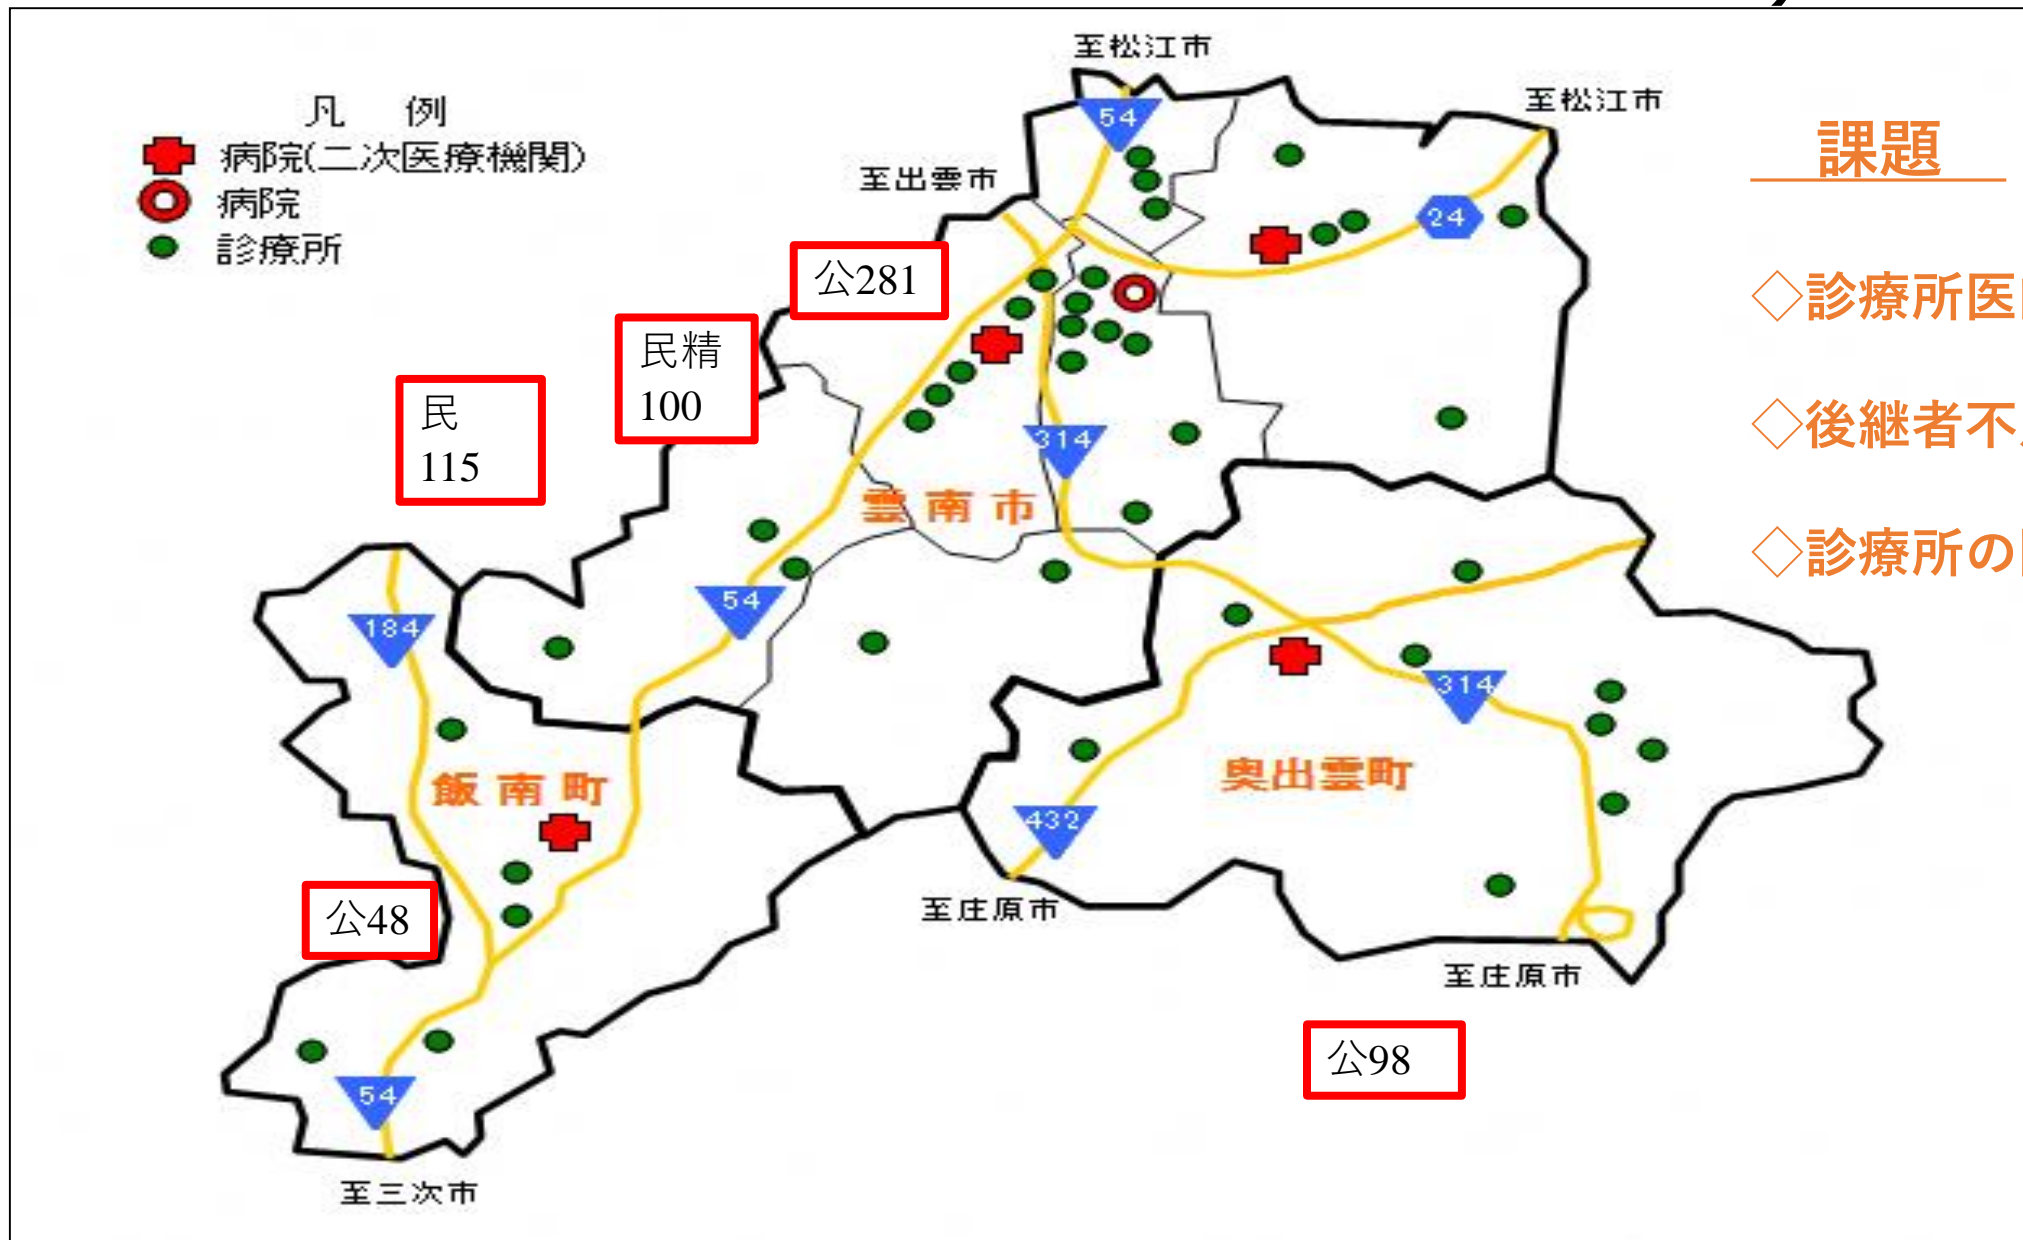 至松江市
至松江市
凡 例
病院(二次医療機関)
病院
診療所
54
至出雲市
24
課題
公281
◇診療所医
民精
100
民
115
◇後継者不
314
雲南市
◇診療所の
54
184
314
飯南町
奥出雲町
432
公48
至庄原市
至庄原市
公98
54
至三次市